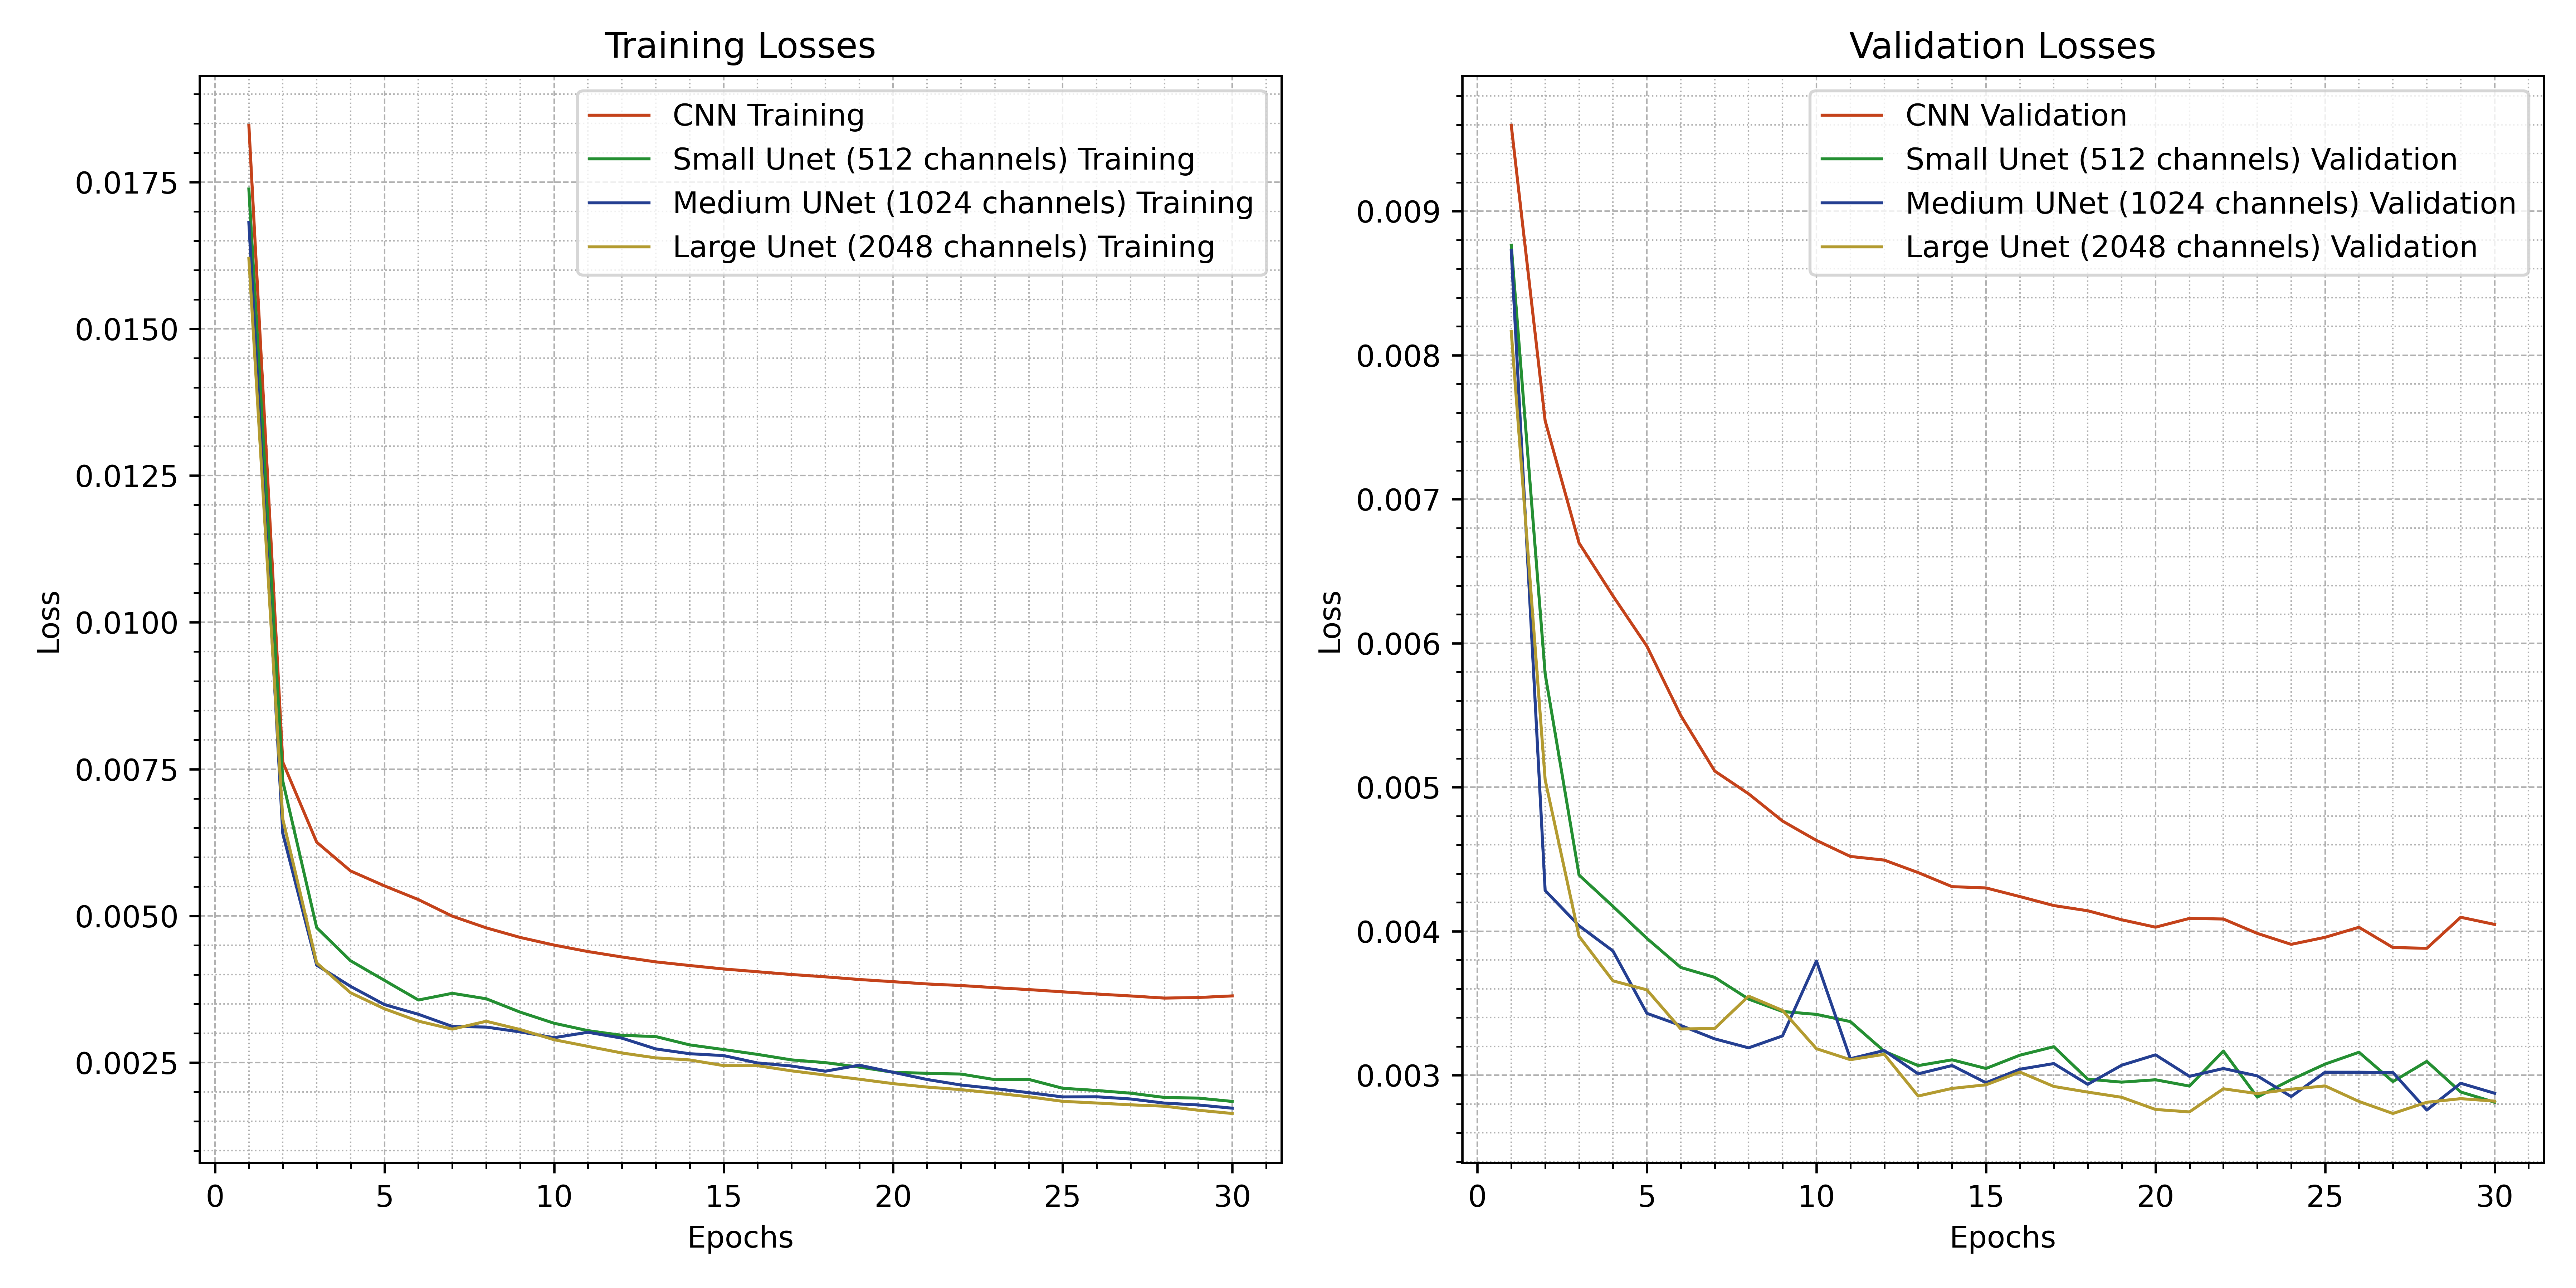 Training Losses
CNN Training
Small Unet (512 channels) Training
Medium UNet (1024 channels) Training
Large Unet (2048 channels) Training
0.0175
0.0150
0.0125
0.0100
0.0075
0.0050
0.0025
Loss
0 5 10 15 20 25 30
Epochs
Validation Losses
CNN Validation
Small Unet (512 channels) Validation
Medium UNet (1024 channels) Validation
Large Unet (2048 channels) Validation
0.009
0.008
0.007
0.006
0.005
0.004
0.003
Loss
0 5 10 15 20 25 30
Epochs